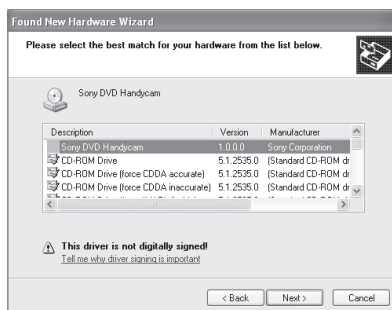 Found New Hardware Wizard
Please select the best match for your hardware from the list below.
Sony DVD Handycam
Description Version Manufacturer
Sony DVD Handycam 1.0.0.0 Sony Corporation
CD-ROM Drive 5.1.2535.0 (Standard CD-ROM dr
CD-ROM Drive (force CDDA accurate) 5.1.2535.0 (Standard CD-ROM dr
CD-ROM Drive (force CDDA inaccurate) 5.1.2535.0 (Standard CD-ROM dr
This driver is not digitally signed!
Tell me why driver signing is important
< Back Next > Cancel